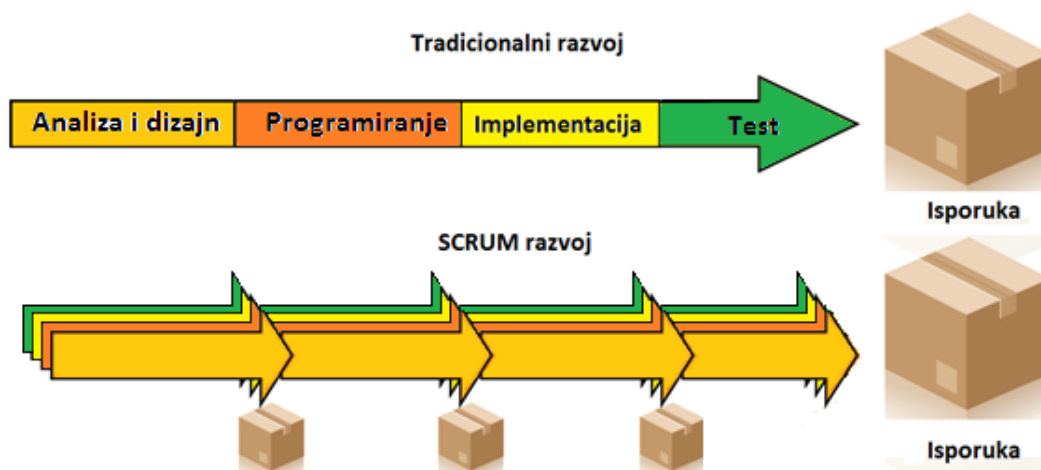 Tradicionalni razvoj
Analiza i dizajn
Programiranje
Implementacija
Test
Isporuka
SCRUM razvoj
Isporuka